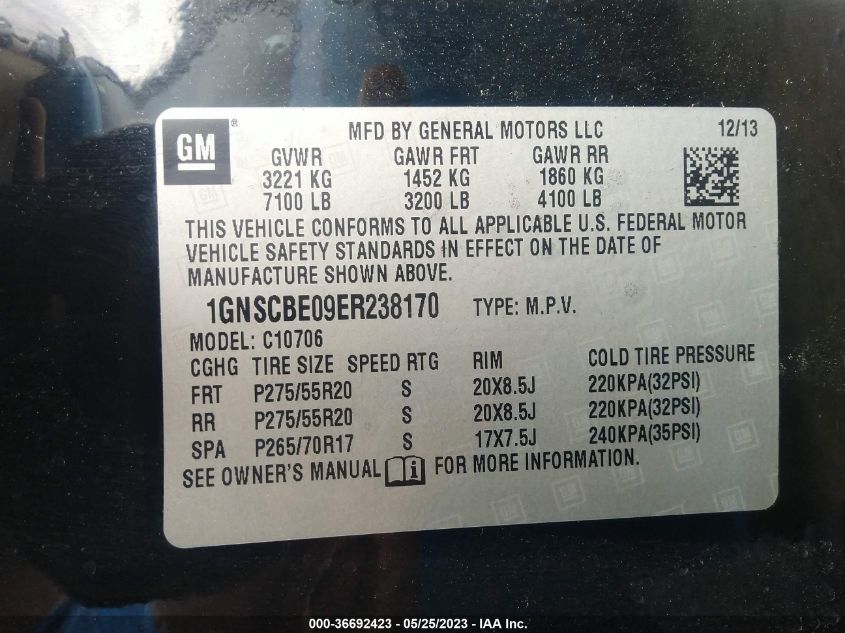 GM ® MFD BY GENERAL MOTORS LLC 12/13
GVWR GAWR FRT GAWR RR
3221 KG 1452 KG 1860 KG
7100 LB 3200 LB 4100 LB
THIS VEHICLE CONFORMS TO ALL APPLICABLE U.S. FEDERAL MOTOR
VEHICLE SAFETY STANDARDS IN EFFECT ON THE DATE OF
MANUFACTURE SHOWN ABOVE.
1GNSCBE09ER238170 TYPE: M.P.V.
MODEL: C10706
CGHG TIRE SIZE SPEED RTG RIM COLD TIRE PRESSURE
FRT P275/55R20 S 20X8.5J 220KPA(32PSI)
RR P275/55R20 S 20X8.5J 220KPA(32PSI)
SPA P265/70R17 S 17X7.5J 240KPA(35PSI)
SEE OWNER'S MANUAL i FOR MORE INFORMATION.
000-36692423 - 05/25/2023 - IAA Inc.